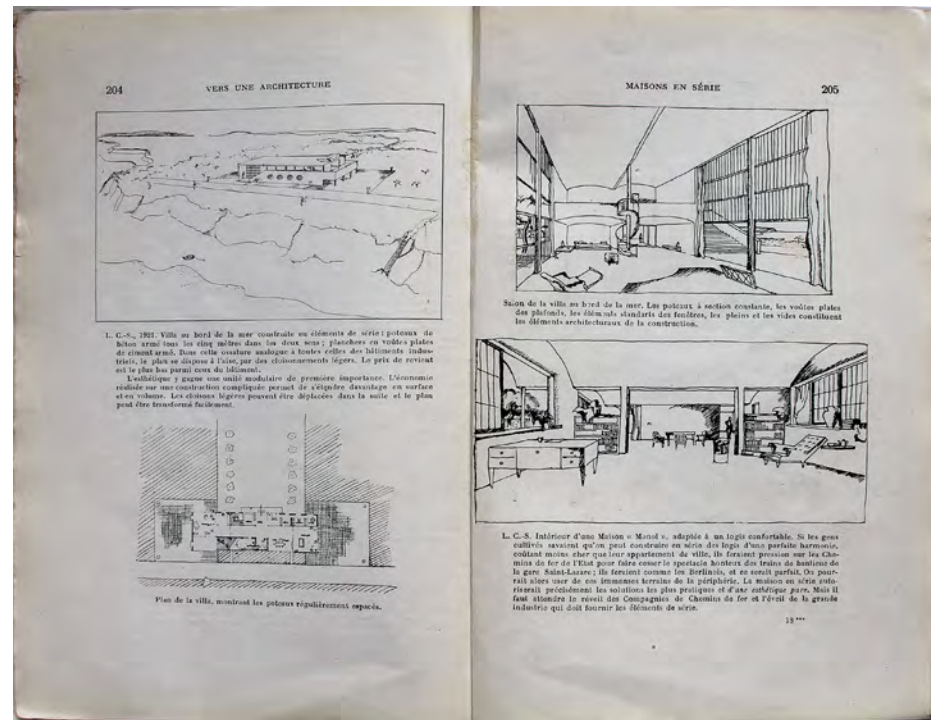 204
VERS UNE ARCHITECTURE
L. C.-S., 1921. Villa au bord de la mer construite en éléments de série : poteaux de
béton armé tous les cinq mètres dans les deux sens ; planchers en voûtes plates
de ciment armé. Dans cette ossature analogue à toutes celles des bâtiments indus-
triels, le plan se dispose à l'aise, par des cloisonnements légers. Le prix de revient
est le plus bas parmi ceux du bâtiment.
L'esthétique y gagne une unité modulaire de première importance. L'économie
réalisée sur une construction compliquée permet de s'étendre davantage en surface
et en volume. Les cloisons légères peuvent être déplacées dans la suite et le plan
peut être transformé facilement.
Plan de la villa, montrant les poteaux régulièrement espacés.
MAISONS EN SÉRIE
205
Salon de la villa au bord de la mer. Les poteaux à section constante, les voûtes plates
des plafonds, les éléments standarts des fenêtres, les pleins et les vides constituent
les éléments architecturaux de la construction.
L. C.-S. Intérieur d'une Maison « Monol », adaptée à un logis confortable. Si les gens
cultivés savaient qu'on peut construire en série des logis d'une parfaite harmonie,
coûtant moins cher que leur appartement de ville, ils feraient pression sur les Che-
mins de fer de l'Etat pour faire cesser le spectacle honteux des trains de banlieue de
la gare Saint-Lazare ; ils feraient comme les Berlinois, et ce serait parfait. On pour-
rait alors user de ces immenses terrains de la périphérie. La maison en série auto-
riserait précisément les solutions les plus pratiques et d'une esthétique pure. Mais il
faut attendre le réveil des Compagnies de Chemins de fer et l'éveil de la grande
industrie qui doit fournir les éléments de série.